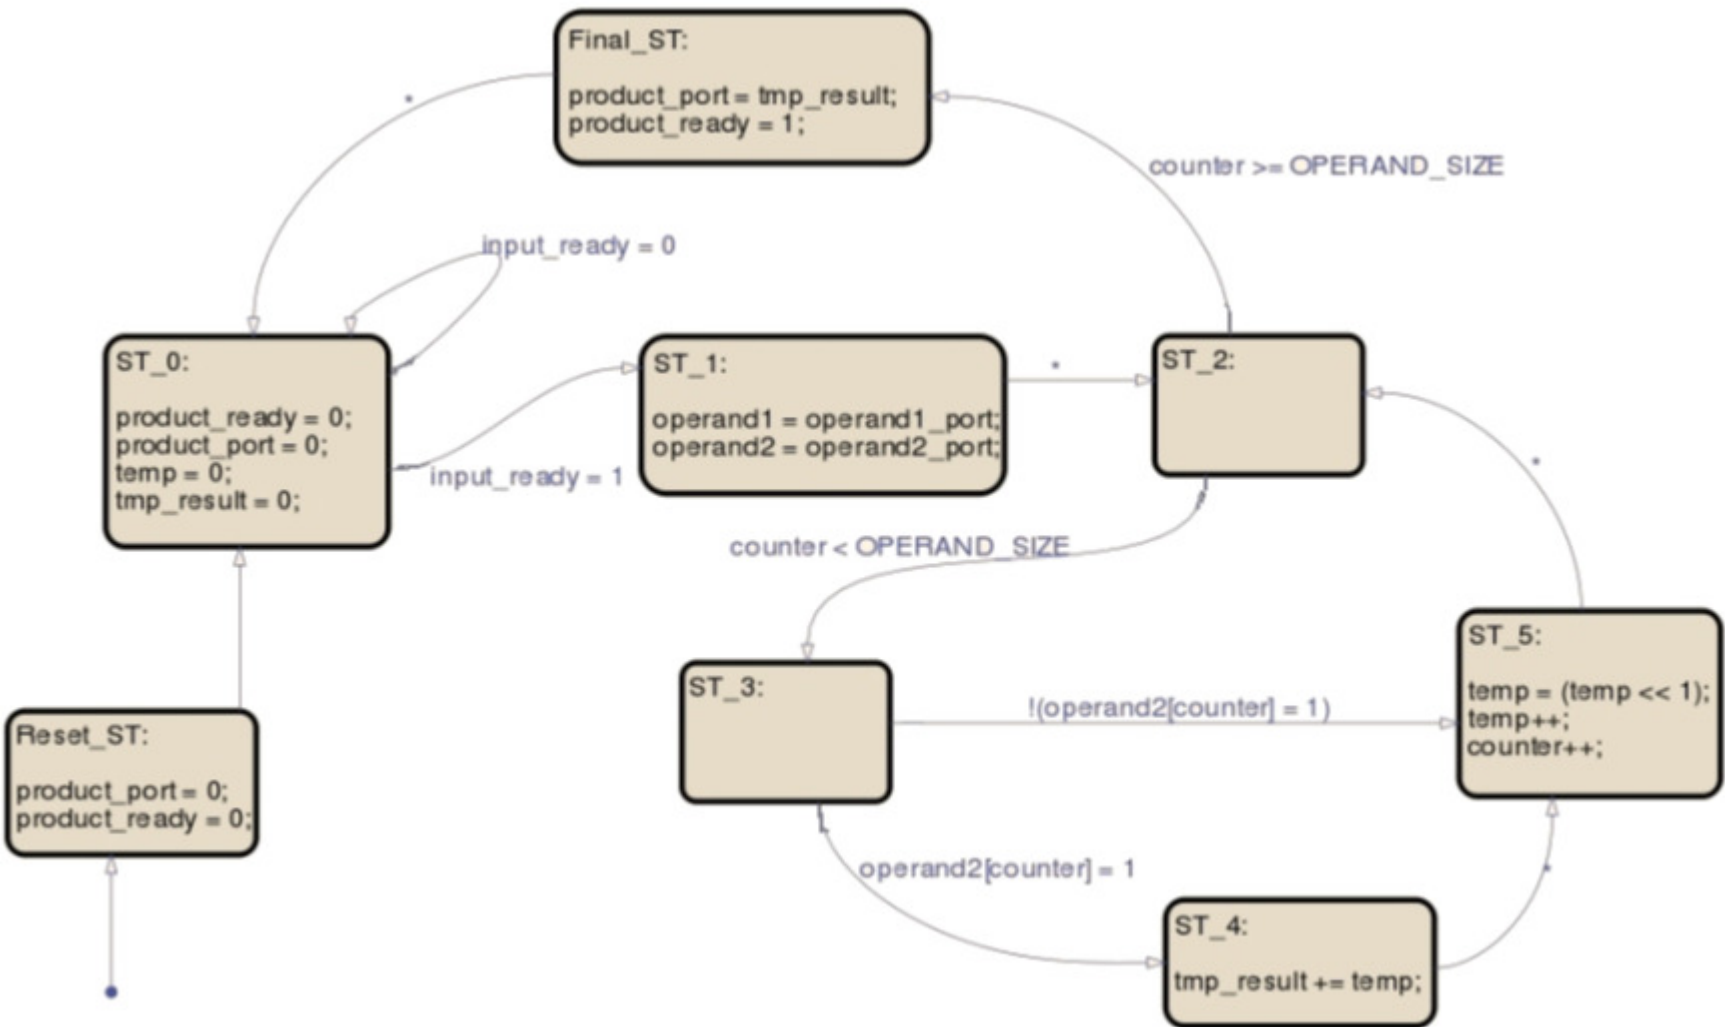 Final_ST:
product_port = tmp_result;
product_ready = 1;
*
counter >= OPERAND_SIZE
input_ready = 0
ST_0:
product_ready = 0;
product_port = 0;
temp = 0;
tmp_result = 0;
input_ready = 1
ST_1:
operand1 = operand1_port;
operand2 = operand2_port;
*
ST_2:
*
counter < OPERAND_SIZE
ST_3:
!(operand2[counter] = 1)
ST_5:
temp = (temp << 1);
temp++;
counter++;
Reset_ST:
product_port = 0;
product_ready = 0;
operand2[counter] = 1
*
ST_4:
tmp_result += temp;